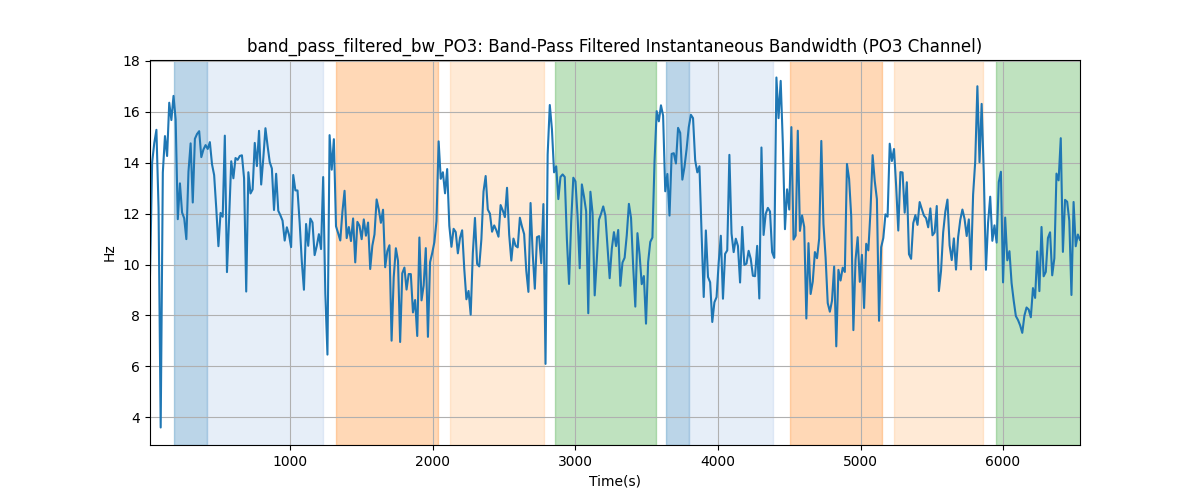 band_pass_filtered_bw_PO3: Band-Pass Filtered Instantaneous Bandwidth (PO3 Channel)
18
16
14
12
10
8
6
4
Hz
1000 2000 3000 4000 5000 6000
Time(s)